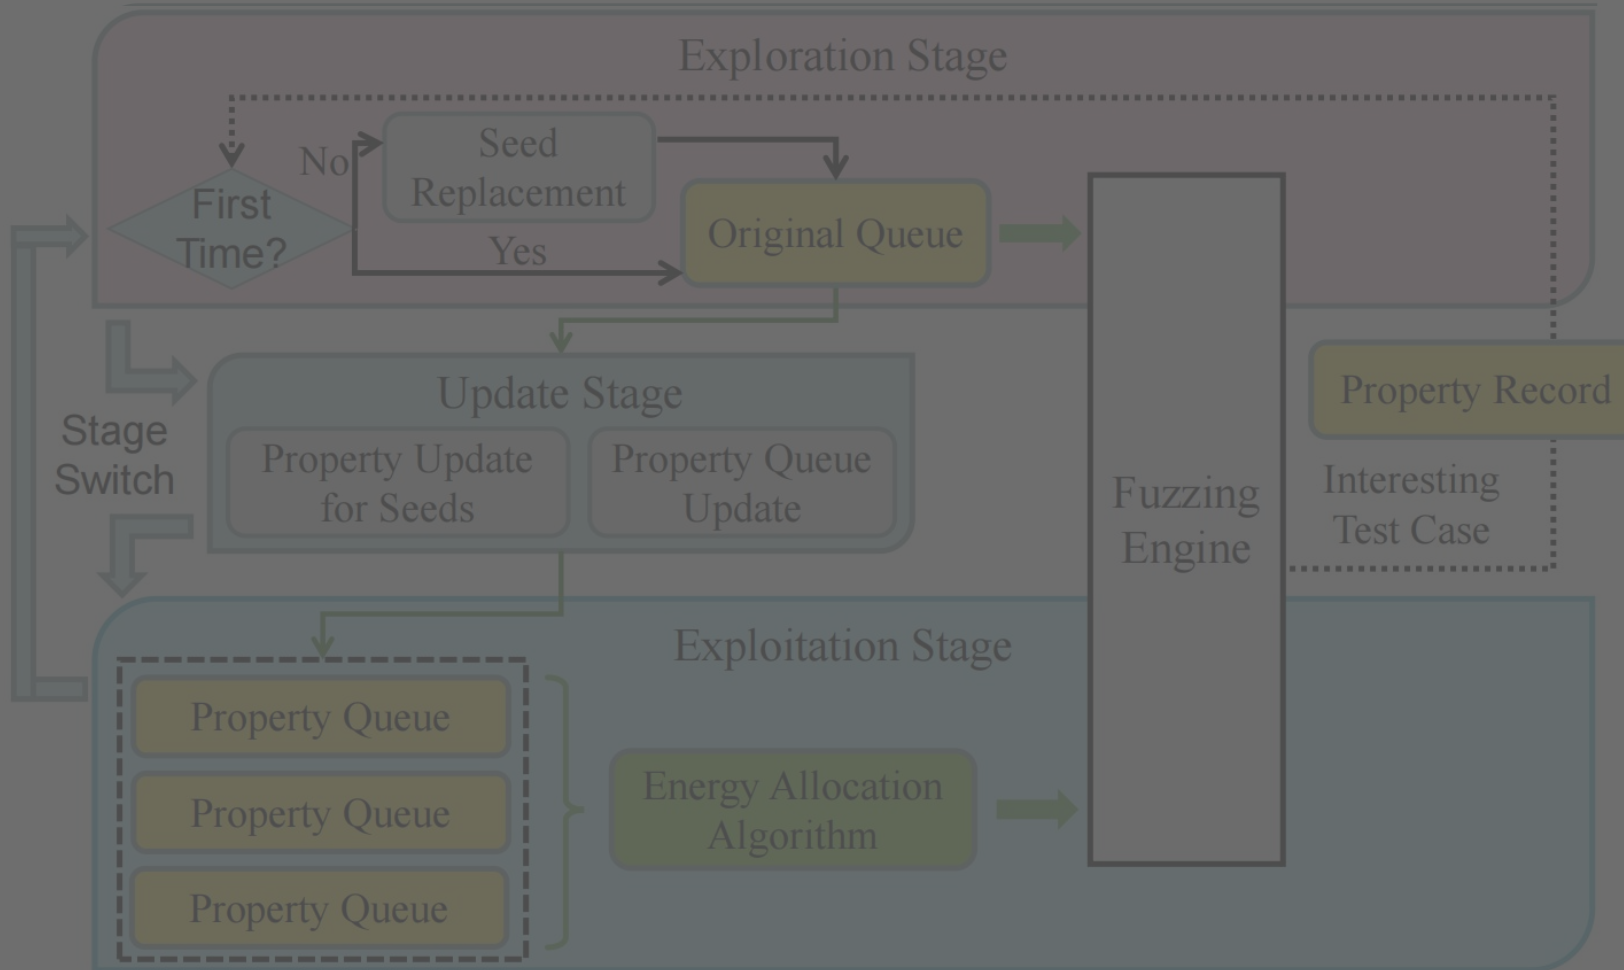 Exploration Stage
No
Seed
Replacement
First
Time?
Yes
Original Queue
Update Stage
Property Update
for Seeds
Property Queue
Update
Stage
Switch
Property Record
Interesting
Test Case
Fuzzing
Engine
Exploitation Stage
Property Queue
Property Queue
Property Queue
Energy Allocation
Algorithm